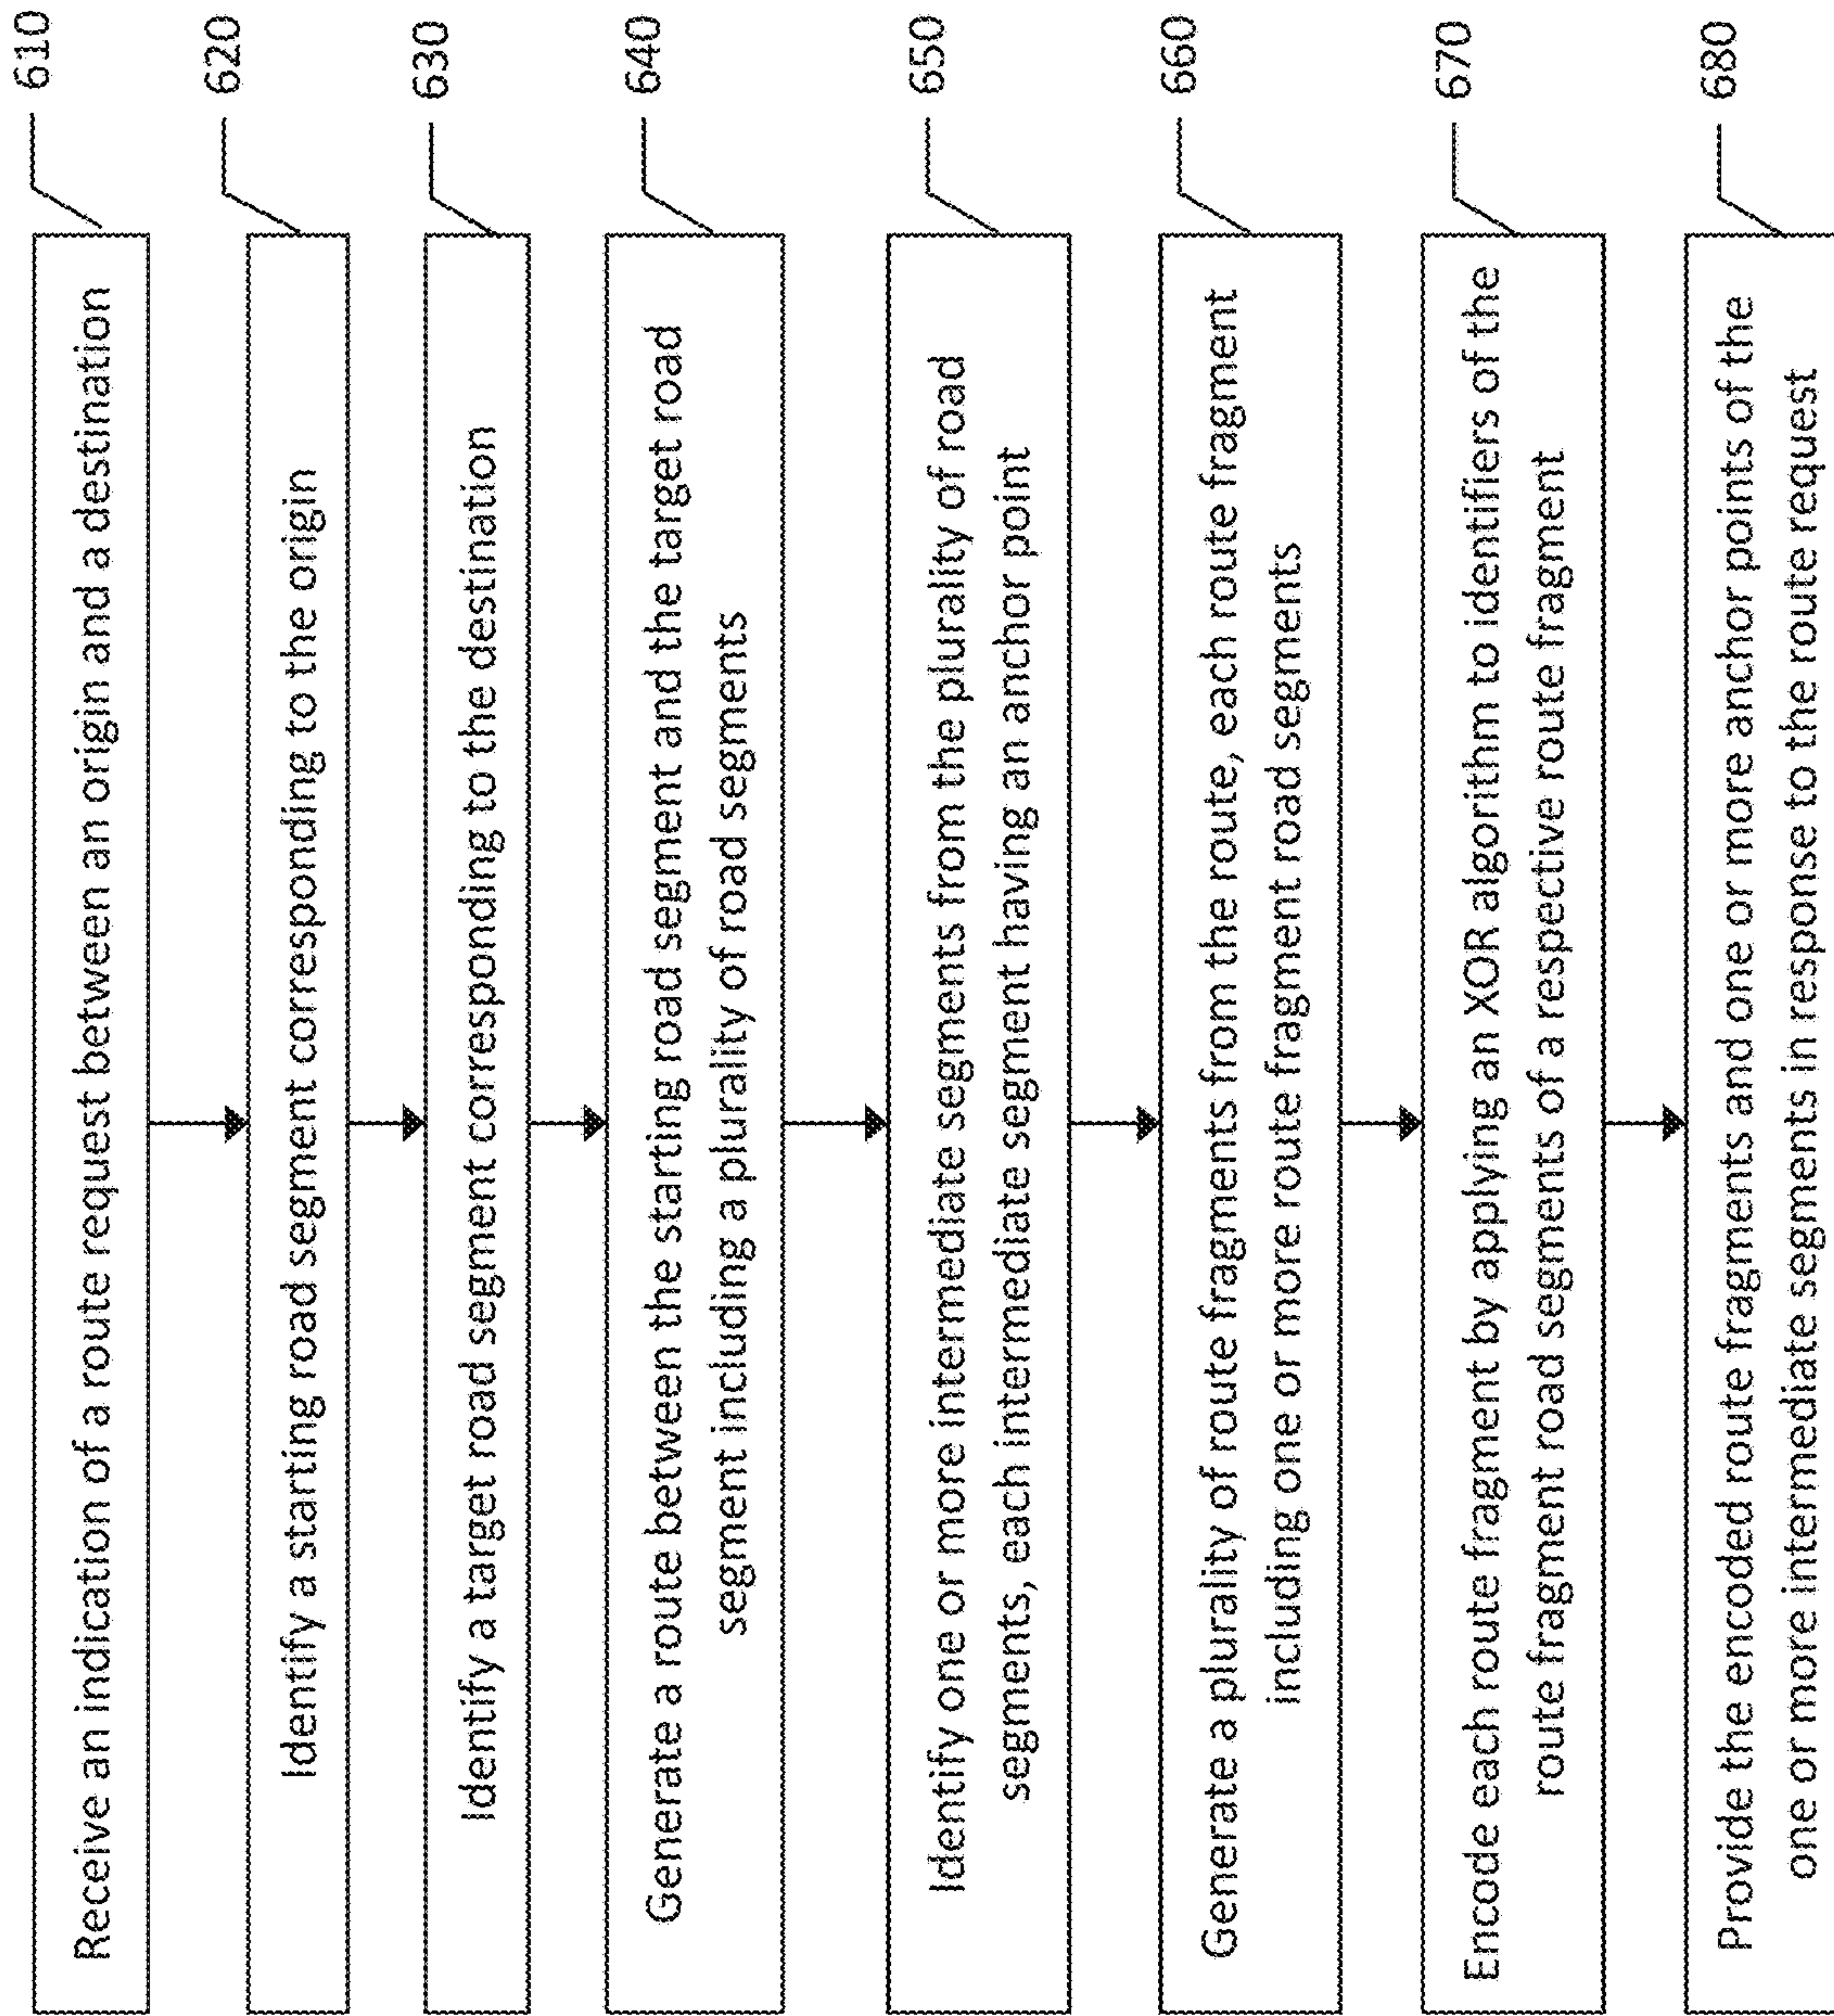 Receive an indication of a route request between an origin and a destination
610
Identify a starting road segment corresponding to the origin
620
Identify a target road segment corresponding to the destination
630
Generate a route between the starting road segment and the target road
segment including a plurality of road segments
640
Identify one or more intermediate segments from the plurality of road
segments, each intermediate segment having an anchor point
650
Generate a plurality of route fragments from the route, each route fragment
including one or more route fragment road segments
660
Encode each route fragment by applying an XOR algorithm to identifiers of the
route fragment road segments of a respective route fragment
670
Provide the encoded route fragments and one or more anchor points of the
one or more intermediate segments in response to the route request
680